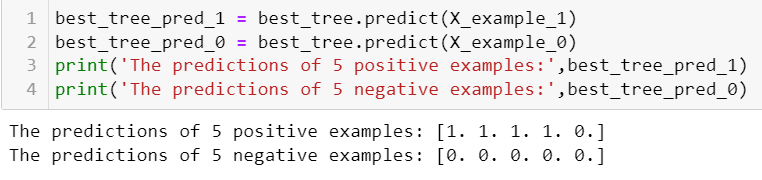 1 best_tree_pred_1 = best_tree.predict(X_example_1)
2 best_tree_pred_0 = best_tree.predict(X_example_0)
3 print('The predictions of 5 positive examples:',best_tree_pred_1)
4 print('The predictions of 5 negative examples:',best_tree_pred_0)
The predictions of 5 positive examples: [1. 1. 1. 1. 0.]
The predictions of 5 negative examples: [0. 0. 0. 0. 0.]